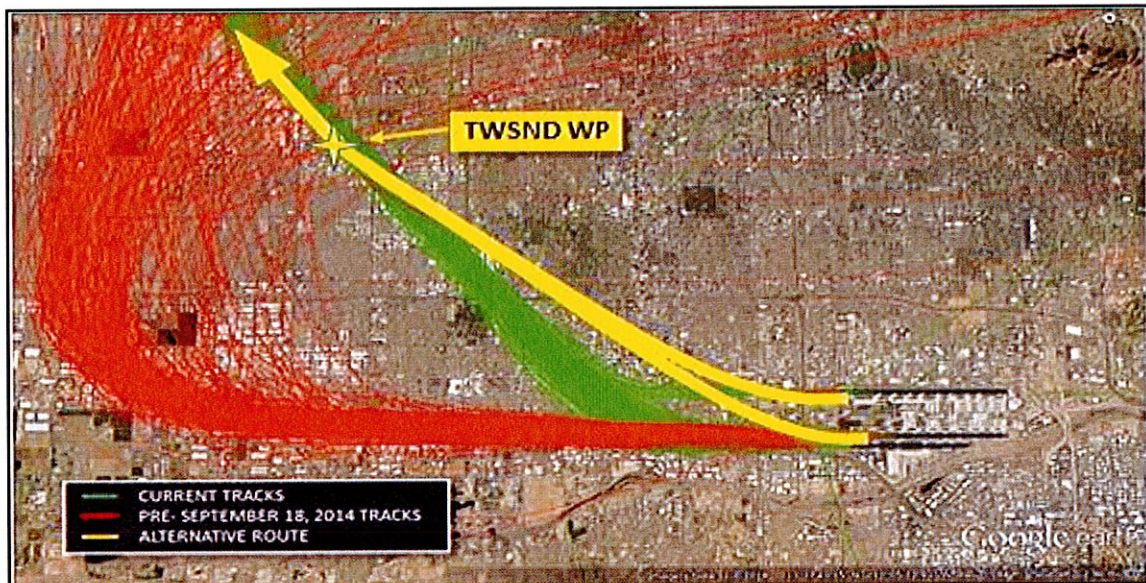 TWSND WP
CURRENT TRACKS
PRE- SEPTEMBER 18, 2014 TRACKS
ALTERNATIVE ROUTE
Google earth